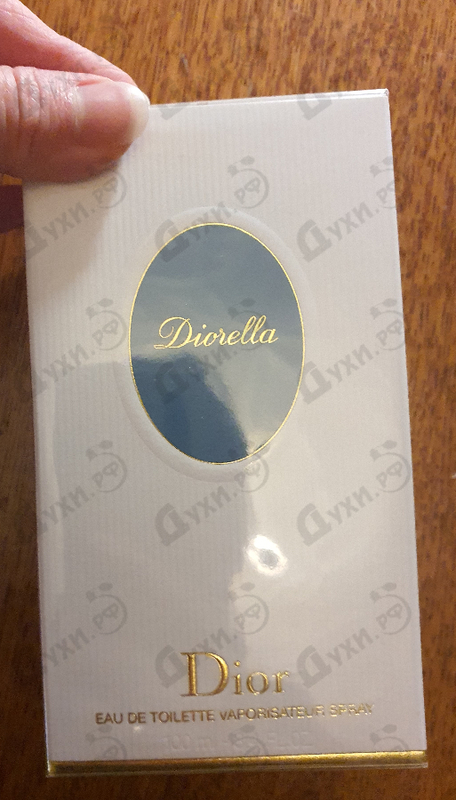 Diorella
Dior
EAU DE TOILETTE VAPORISATEUR SPRAY
Духи.РФ